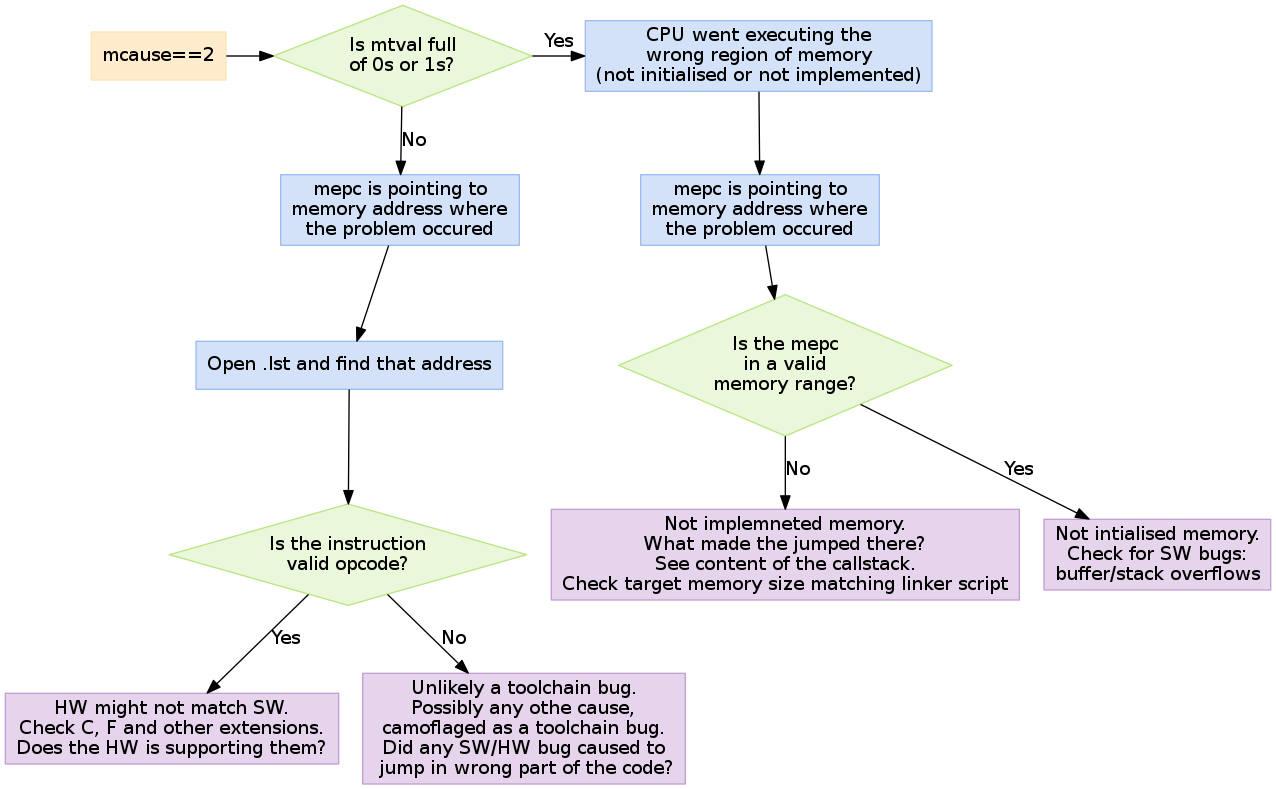 mcause==2
Is mtval full
of 0s or 1s?
Yes
CPU went executing the
wrong region of memory
(not initialised or not implemented)
No
mepc is pointing to
memory address where
the problem occured
mepc is pointing to
memory address where
the problem occured
Open .lst and find that address
Is the mepc
in a valid
memory range?
No
Yes
Is the instruction
valid opcode?
Not implemneted memory.
What made the jumped there?
See content of the callstack.
Check target memory size matching linker script
Not intialised memory.
Check for SW bugs:
buffer/stack overflows
Yes
No
HW might not match SW.
Check C, F and other extensions.
Does the HW is supporting them?
Unlikely a toolchain bug.
Possibly any othe cause,
camoflaged as a toolchain bug.
Did any SW/HW bug caused to
jump in wrong part of the code?